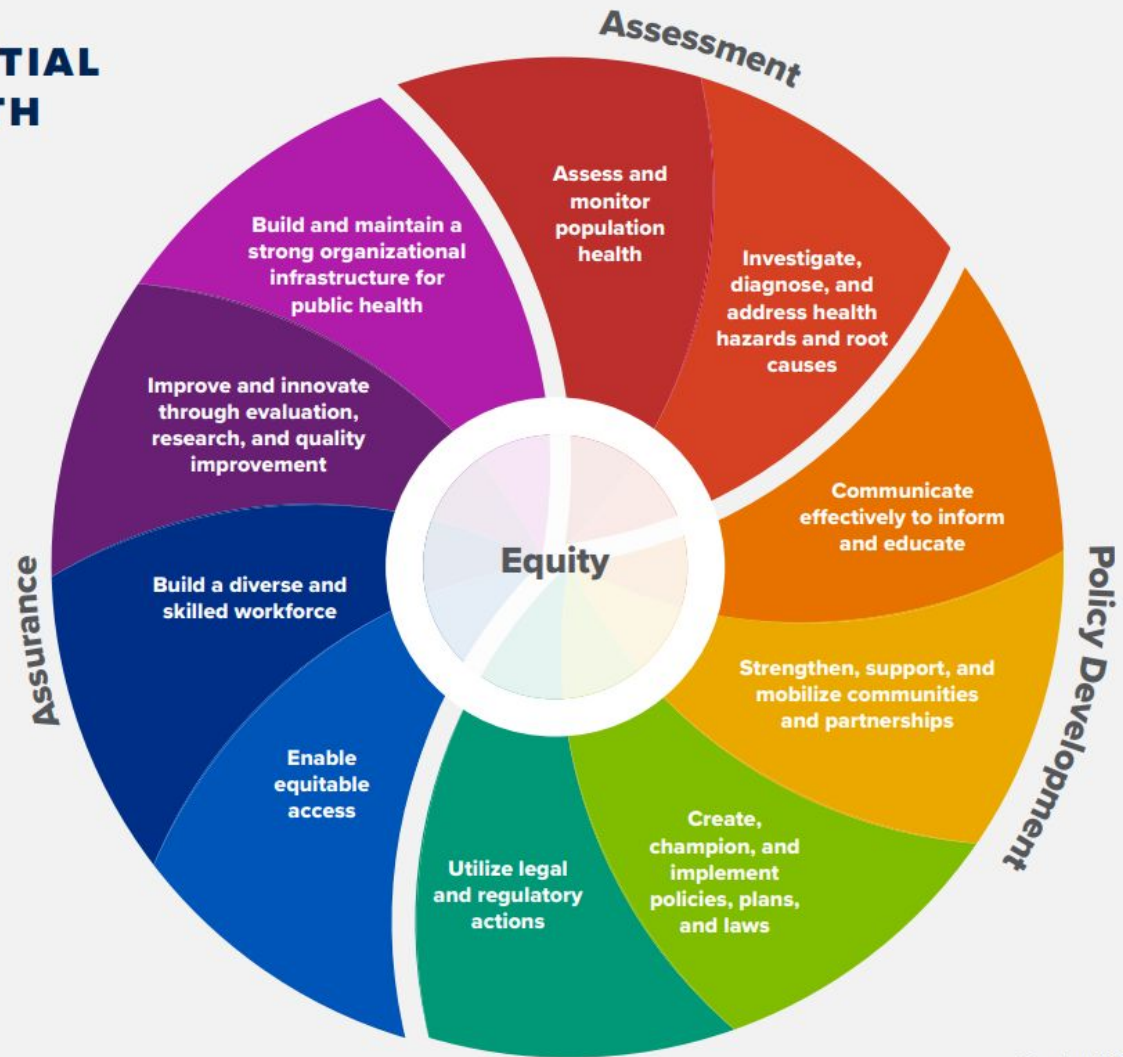 TIAL
TH
Assessment
Assess and
monitor
population
health
Investigate,
diagnose, and
address health
hazards and root
causes
Policy Development
Communicate
effectively to inform
and educate
Strengthen, support, and
mobilize communities
and partnerships
Create,
champion, and
implement
policies, plans,
and laws
Utilize legal
and regulatory
actions
Assurance
Enable
equitable
access
Build a diverse and
skilled workforce
Improve and innovate
through evaluation,
research, and quality
improvement
Build and maintain a
strong organizational
infrastructure for
public health
Equity